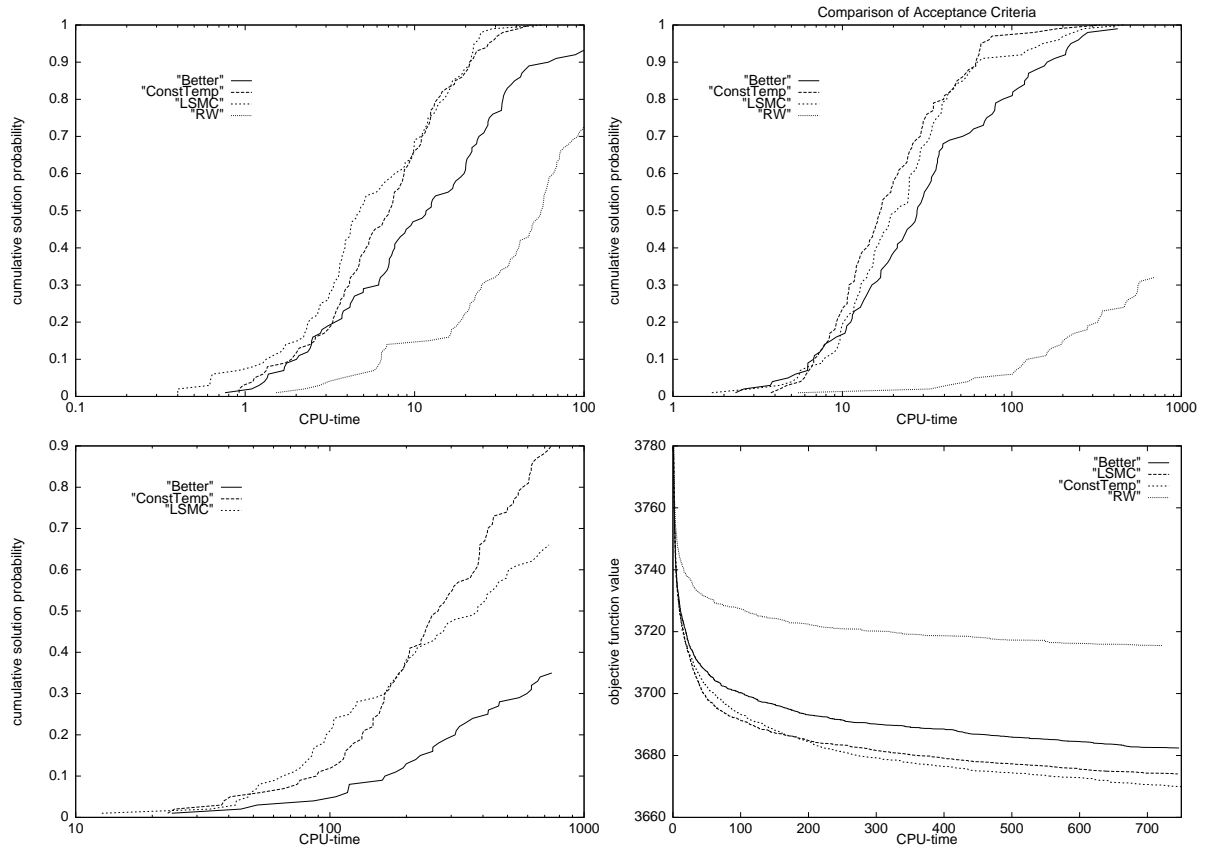 1
0.9
0.8
0.7
0.6
0.5
0.4
0.3
0.2
0.1
0
0.1
1
10
100
cumulative solution probability
CPU-time
"Better"
"ConstTemp"
"LSMC"
"RW"
Comparison of Acceptance Criteria
1
0.9
0.8
0.7
0.6
0.5
0.4
0.3
0.2
0.1
0
1
10
100
1000
cumulative solution probability
CPU-time
"Better"
"ConstTemp"
"LSMC"
"RW"
0.9
0.8
0.7
0.6
0.5
0.4
0.3
0.2
0.1
0
10
100
1000
cumulative solution probability
CPU-time
"Better"
"ConstTemp"
"LSMC"
3780
3760
3740
3720
3700
3680
3660
0
100
200
300
400
500
600
700
objective function value
CPU-time
"Better"
"LSMC"
"ConstTemp"
"RW"